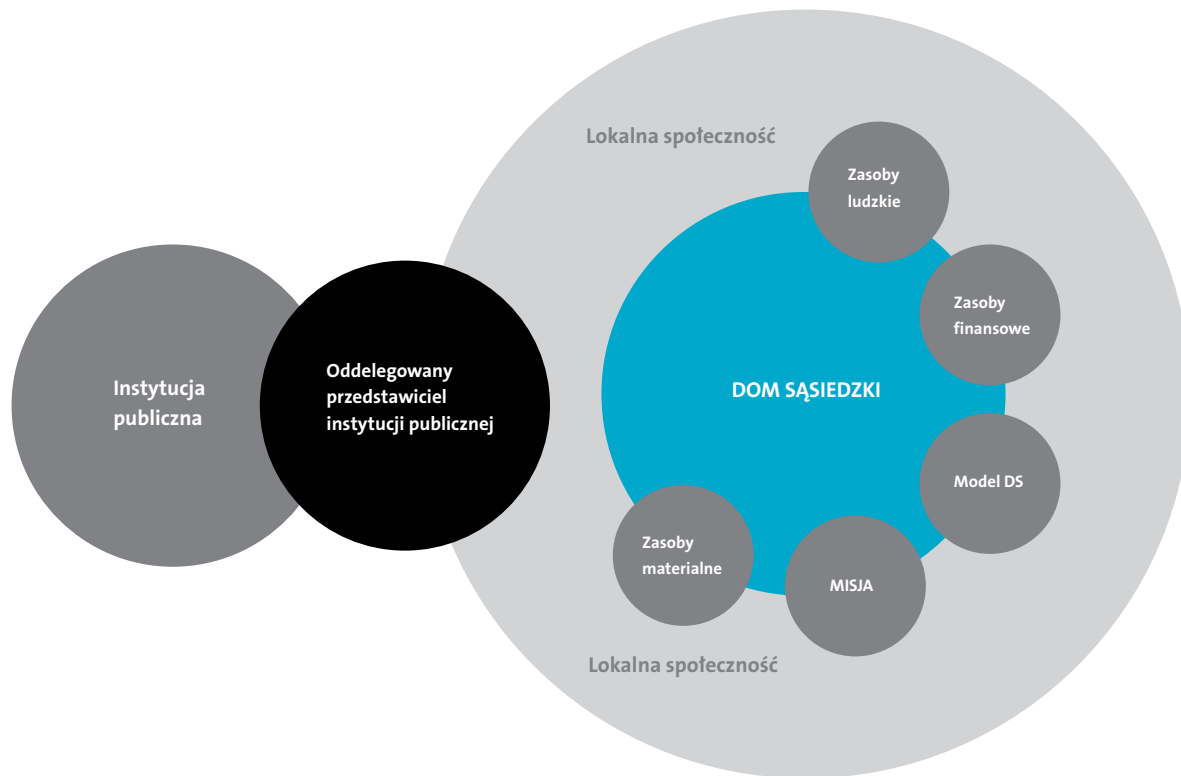 Lokalna społeczność
Zasoby
ludzkie
Zasoby
finansowe
Instytucja
publiczna
Oddelegowany
przedstawiciel
instytucji publicznej
DOM SĄSIEDZKI
Model DS
Zasoby
materialne
MISJA
Lokalna społeczność